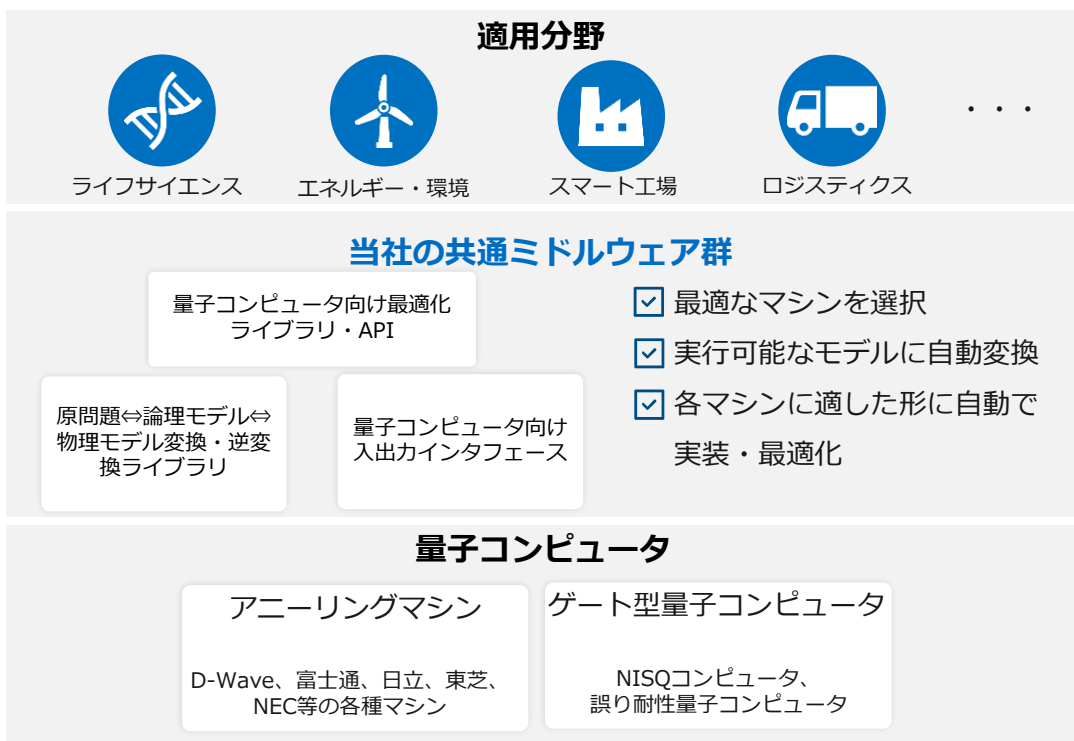 適用分野
ライフサイエンス
エネルギー・環境
スマート工場
ロジスティクス
・・・
当社の共通ミドルウェア群
量子コンピュータ向け最適化
ライブラリ・API
原問題⇔論理モデル⇔
物理モデル変換・逆変
換ライブラリ
量子コンピュータ向け
入出力インタフェース
最適なマシンを選択
実行可能なモデルに自動変換
各マシンに適した形に自動で
実装・最適化
量子コンピュータ
アニーリングマシン
D-Wave、富士通、日立、東芝、
NEC等の各種マシン
ゲート型量子コンピュータ
NISQコンピュータ、
誤り耐性量子コンピュータ